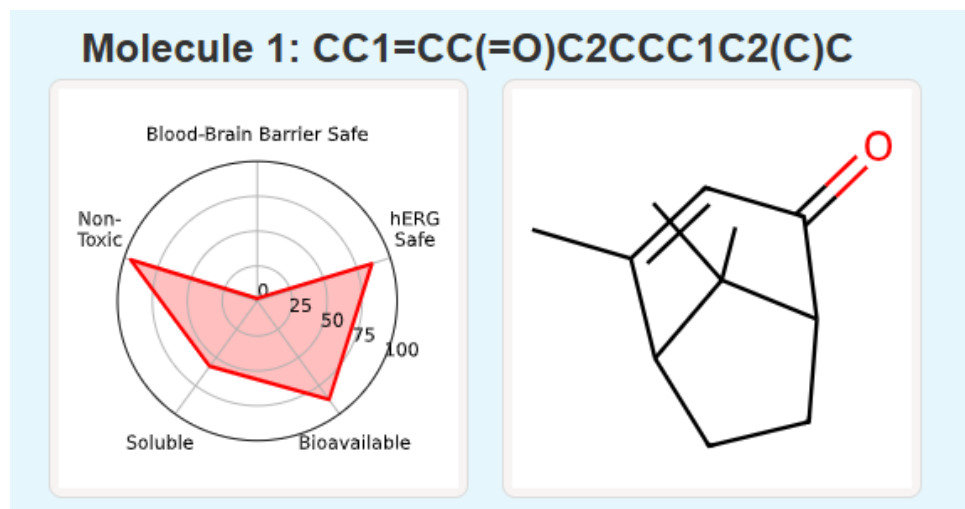 Molecule 1: CC1=CC(=O)C2CCC1C2(C)C
Blood-Brain Barrier Safe
Non-
Toxic
hERG
Safe
0
25
50
75
100
Soluble
Bioavailable
O